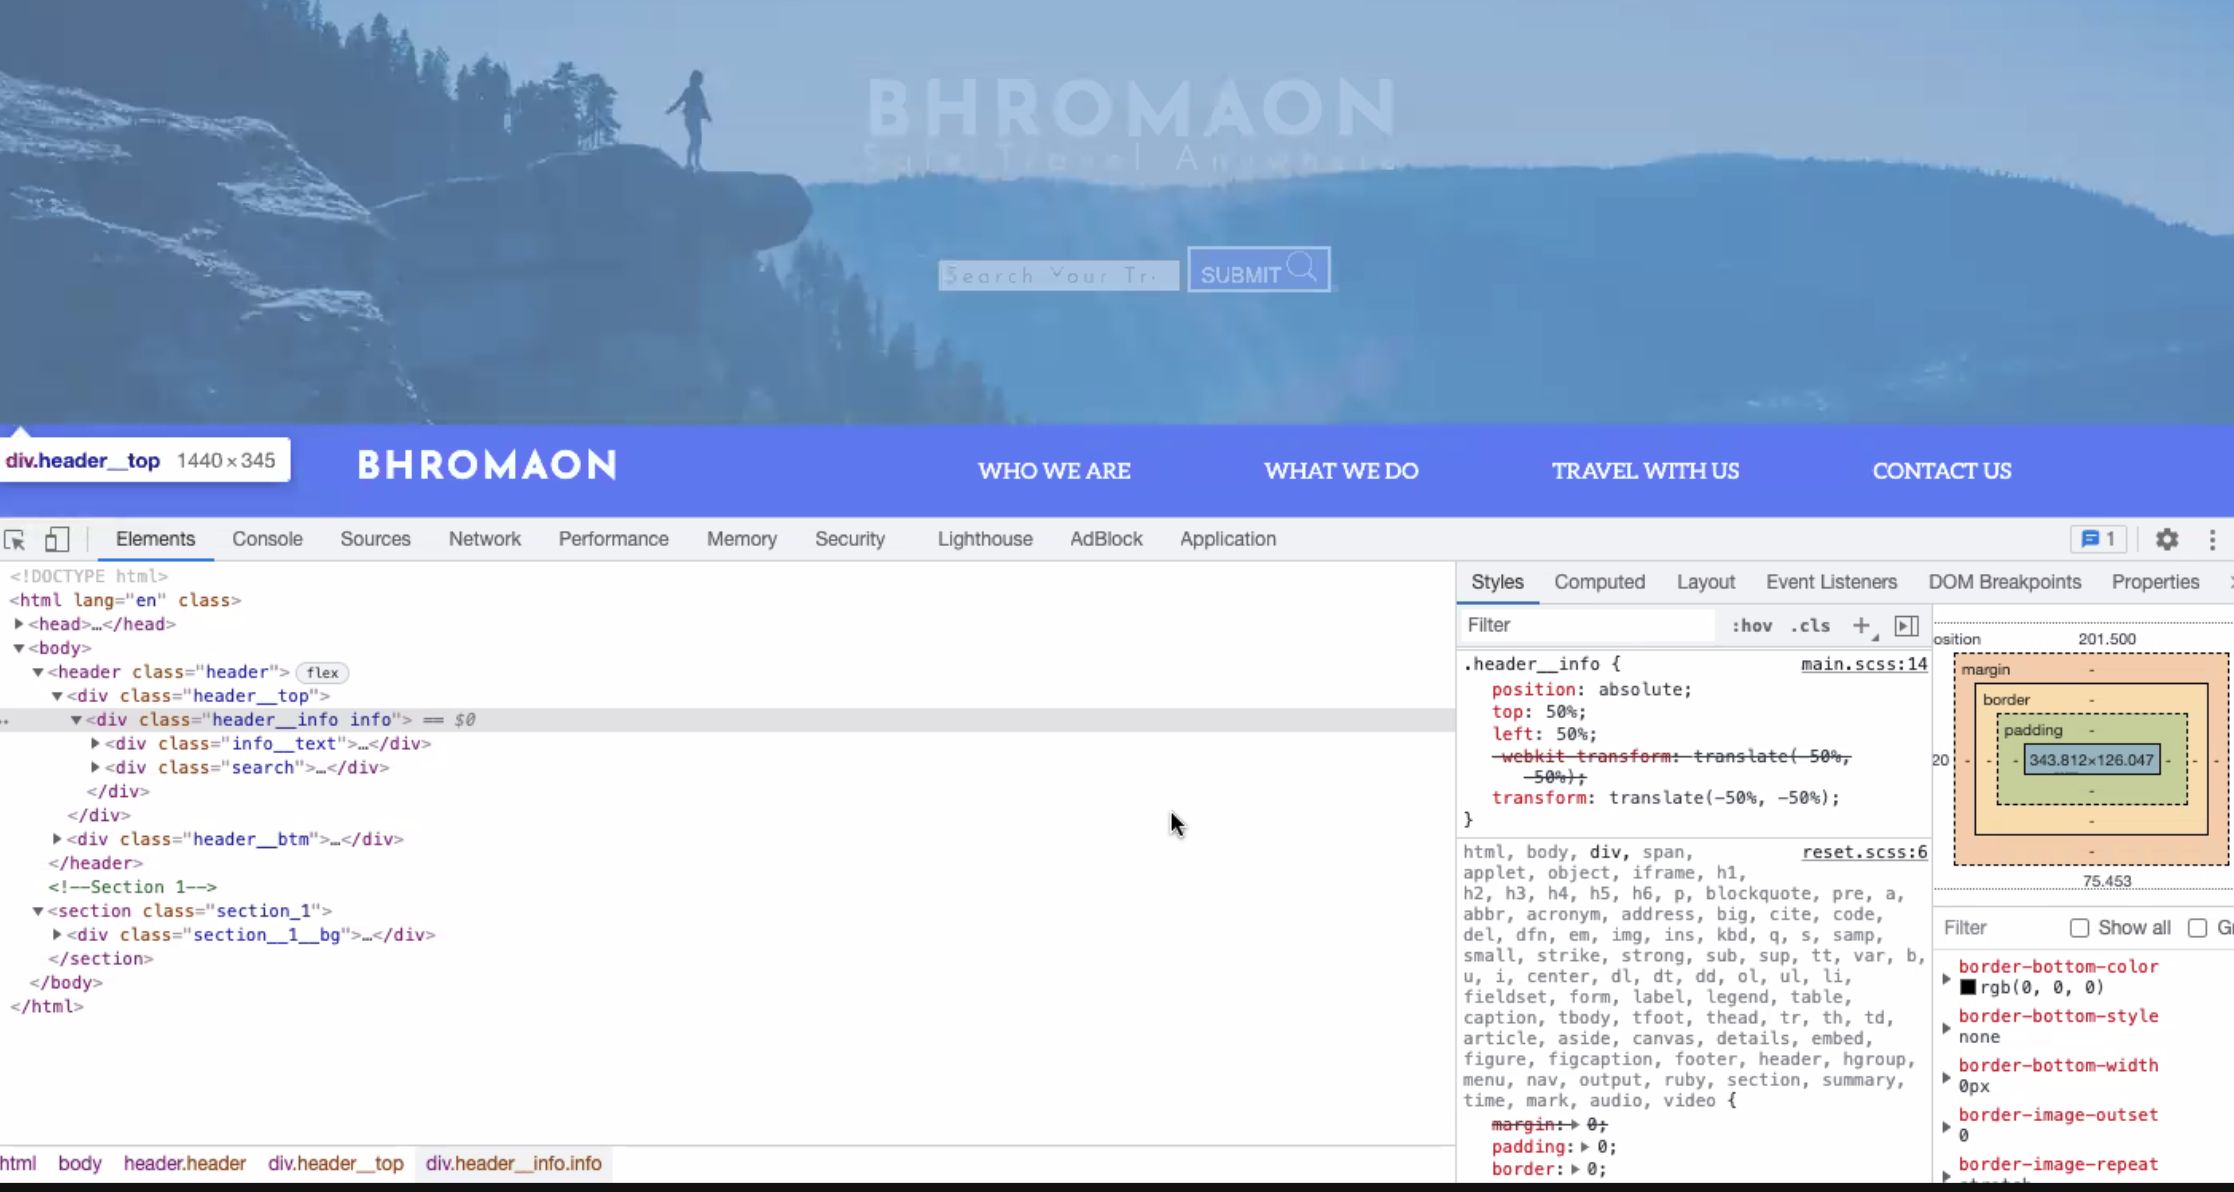 BHROMAON
Safe Travel Anywhere
Search Your Tr
SUBMIT
div.header__top 1440×345
BHROMAON
WHO WE ARE
WHAT WE DO
TRAVEL WITH US
CONTACT US
Elements Console Sources Network Performance Memory Security Lighthouse AdBlock Application
1
<!DOCTYPE html>
<html lang="en" class>
<head>…</head>
<body>
<header class="header"> flex
<div class="header__top">
<div class="header__info info"> == $0
<div class="info__text">…</div>
<div class="search">…</div>
</div>
</div>
<div class="header__btm">…</div>
</header>
<!--Section 1-->
<section class="section_1">
<div class="section__1__bg">…</div>
</section>
</body>
</html>
html body header.header div.header__top div.header__info.info
Styles Computed Layout Event Listeners DOM Breakpoints Properties
Filter :hov .cls +
.header__info { main.scss:14
position: absolute;
top: 50%;
left: 50%;
-webkit-transform: translate(-50%,
-50%);
transform: translate(-50%, -50%);
}
html, body, div, span, reset.scss:6
applet, object, iframe, h1,
h2, h3, h4, h5, h6, p, blockquote, pre, a,
abbr, acronym, address, big, cite, code,
del, dfn, em, img, ins, kbd, q, s, samp,
small, strike, strong, sub, sup, tt, var, b,
u, i, center, dl, dt, dd, ol, ul, li,
fieldset, form, label, legend, table,
caption, tbody, tfoot, thead, tr, th, td,
article, aside, canvas, details, embed,
figure, figcaption, footer, header, hgroup,
menu, nav, output, ruby, section, summary,
time, mark, audio, video {
margin: 0;
padding: 0;
border: 0;
osition 201.500
margin -
border -
padding -
20 - - - 343.812×126.047 - - -
-
-
-
75.453
Filter Show all Gr
border-bottom-color
rgb(0, 0, 0)
border-bottom-style
none
border-bottom-width
0px
border-image-outset
0
border-image-repeat